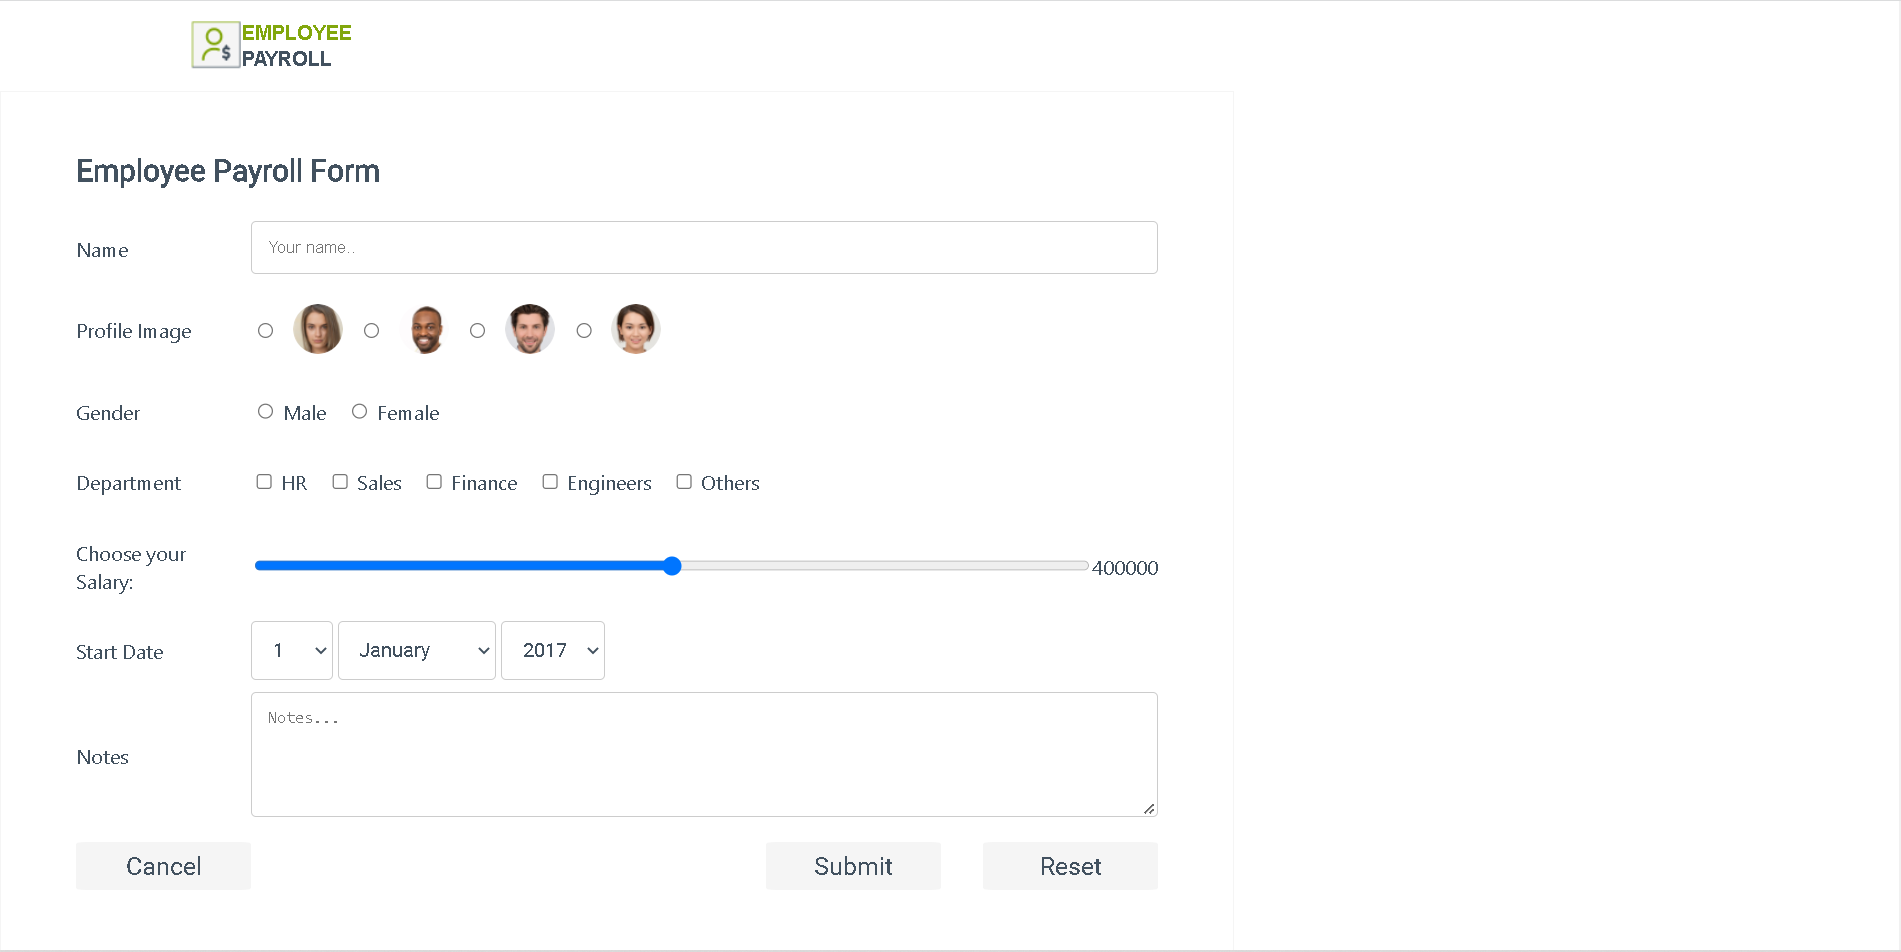 EMPLOYEE
PAYROLL
Employee Payroll Form
Name
Your name..
Profile Image
Gender
Male Female
Department
HR Sales Finance Engineers Others
Choose your
Salary:
400000
Start Date
1 January 2017
Notes
Notes...
Cancel Submit Reset